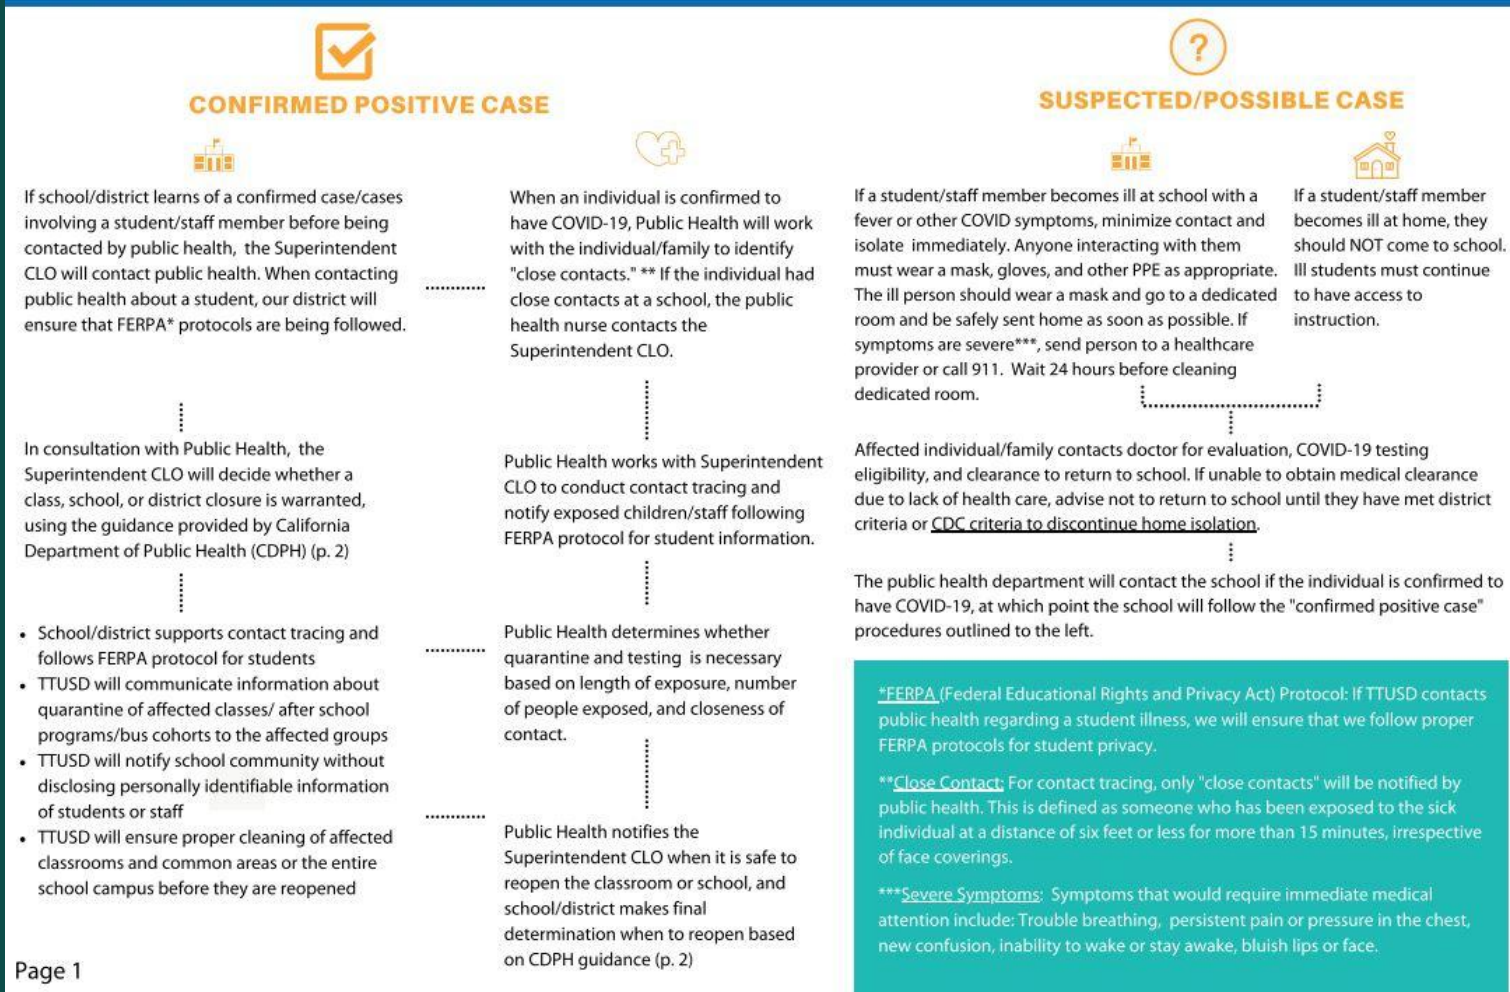 CONFIRMED POSITIVE CASE
If school/district learns of a confirmed case/cases
involving a student/staff member before being
contacted by public health, the Superintendent
CLO will contact public health. When contacting
public health about a student, our district will
ensure that FERPA* protocols are being followed.
In consultation with Public Health, the
Superintendent CLO will decide whether a
class, school, or district closure is warranted,
using the guidance provided by California
Department of Public Health (CDPH) (p. 2)
• School/district supports contact tracing and
follows FERPA protocol for students
• TTUSD will communicate information about
quarantine of affected classes/ after school
programs/bus cohorts to the affected groups
• TTUSD will notify school community without
disclosing personally identifiable information
of students or staff
• TTUSD will ensure proper cleaning of affected
classrooms and common areas or the entire
school campus before they are reopened
When an individual is confirmed to
have COVID-19, Public Health will work
with the individual/family to identify
"close contacts." ** If the individual had
close contacts at a school, the public
health nurse contacts the
Superintendent CLO.
Public Health works with Superintendent
CLO to conduct contact tracing and
notify exposed children/staff following
FERPA protocol for student information.
Public Health determines whether
quarantine and testing is necessary
based on length of exposure, number
of people exposed, and closeness of
contact.
Public Health notifies the
Superintendent CLO when it is safe to
reopen the classroom or school, and
school/district makes final
determination when to reopen based
on CDPH guidance (p. 2)
?
SUSPECTED/POSSIBLE CASE
If a student/staff member becomes ill at school with a
fever or other COVID symptoms, minimize contact and
isolate immediately. Anyone interacting with them
must wear a mask, gloves, and other PPE as appropriate.
The ill person should wear a mask and go to a dedicated
room and be safely sent home as soon as possible. If
symptoms are severe***, send person to a healthcare
provider or call 911. Wait 24 hours before cleaning
dedicated room.
If a student/staff member
becomes ill at home, they
should NOT come to school.
Ill students must continue
to have access to
instruction.
Affected individual/family contacts doctor for evaluation, COVID-19 testing
eligibility, and clearance to return to school. If unable to obtain medical clearance
due to lack of health care, advise not to return to school until they have met district
criteria or CDC criteria to discontinue home isolation.
The public health department will contact the school if the individual is confirmed to
have COVID-19, at which point the school will follow the "confirmed positive case"
procedures outlined to the left.
*FERPA (Federal Educational Rights and Privacy Act) Protocol: If TTUSD contacts
public health regarding a student illness, we will ensure that we follow proper
FERPA protocols for student privacy.
**Close Contact: For contact tracing, only "close contacts" will be notified by
public health. This is defined as someone who has been exposed to the sick
individual at a distance of six feet or less for more than 15 minutes, irrespective
of face coverings.
***Severe Symptoms: Symptoms that would require immediate medical
attention include: Trouble breathing, persistent pain or pressure in the chest,
new confusion, inability to wake or stay awake, bluish lips or face.
Page 1